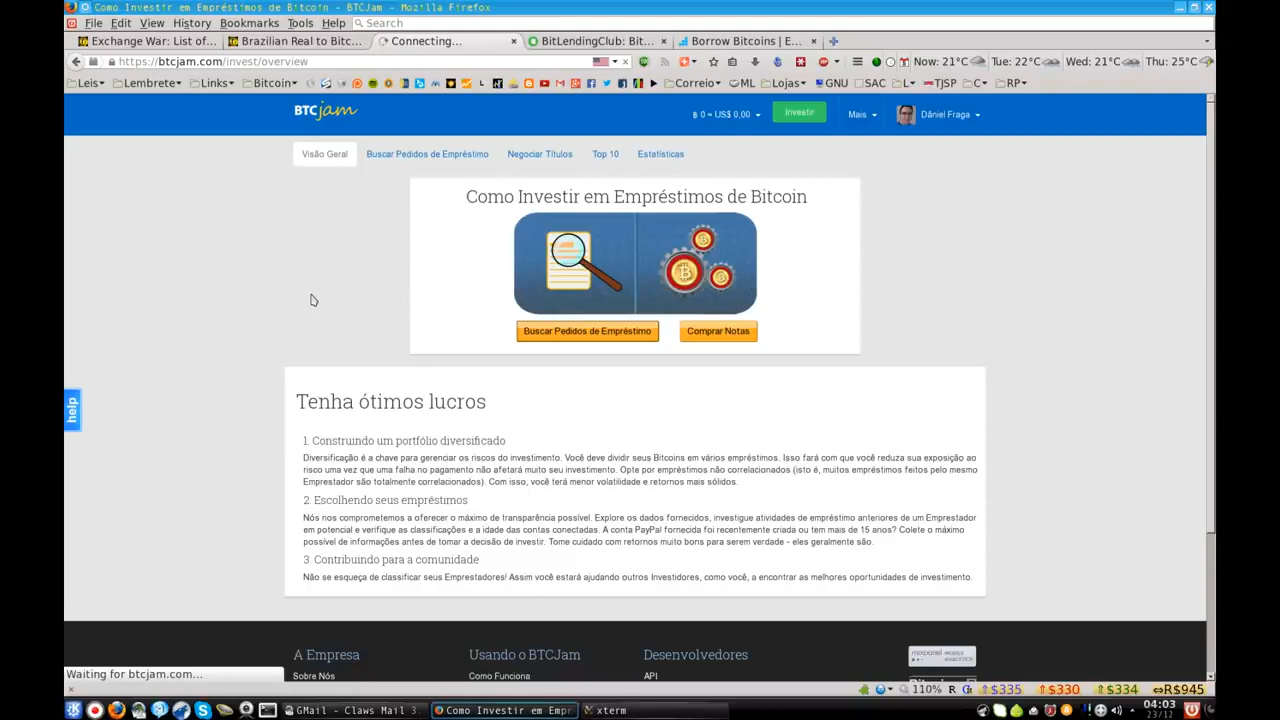 Como Investir em Empréstimos de Bitcoin - BTCJam - Mozilla Firefox
File Edit View History Bookmarks Tools Help Search
Exchange War: List of... Brazilian Real to Bitc... Connecting... BitLendingClub: Bit... Borrow Bitcoins | E...
https://btcjam.com/invest/overview Now: 21°C Tue: 22°C Wed: 21°C Thu: 25°C
Leis Lembrete Links Bitcoin Correio ML Lojas GNU SAC L TJSP C RP
BTCjam ฿ 0 = US$ 0,00 Investir Mais Dâniel Fraga
Visão Geral Buscar Pedidos de Empréstimo Negociar Títulos Top 10 Estatísticas
Como Investir em Empréstimos de Bitcoin
Buscar Pedidos de Empréstimo Comprar Notas
help
Tenha ótimos lucros
1. Construindo um portfólio diversificado
Diversificação é a chave para gerenciar os riscos do investimento. Você deve dividir seus Bitcoins em vários empréstimos. Isso fará com que você reduza sua exposição ao
risco uma vez que uma falha no pagamento não afetará muito seu investimento. Opte por empréstimos não correlacionados (isto é, muitos empréstimos feitos pelo mesmo
Emprestador são totalmente correlacionados). Com isso, você terá menor volatilidade e retornos mais sólidos.
2. Escolhendo seus empréstimos
Nós nos comprometemos a oferecer o máximo de transparência possível. Explore os dados fornecidos, investigue atividades de empréstimo anteriores de um Emprestador
em potencial e verifique as classificações e a idade das contas conectadas. A conta PayPal fornecida foi recentemente criada ou tem mais de 15 anos? Colete o máximo
possível de informações antes de tomar a decisão de investir. Tome cuidado com retornos muito bons para serem verdade - eles geralmente são.
3. Contribuindo para a comunidade
Não se esqueça de classificar seus Emprestadores! Assim você estará ajudando outros Investidores, como você, a encontrar as melhores oportunidades de investimento.
A Empresa Usando o BTCJam Desenvolvedores
Sobre Nós Como Funciona API
Waiting for btcjam.com...
110% $335 $330 $334 R$945
GMail - Claws Mail 3. Como Investir em Empr xterm 04:03
23/12